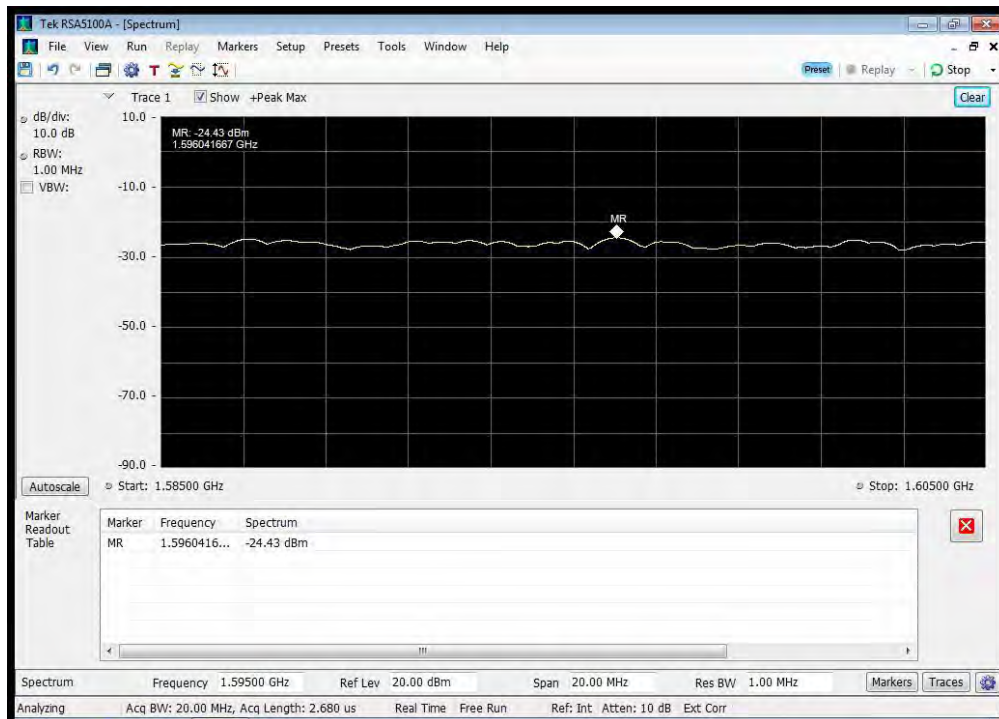 Tek RSA5100A - [Spectrum]
File View Run Replay Markers Setup Presets Tools Window Help
T
Preset Replay Stop
Trace 1 Show +Peak Max Clear
dB/div:
10.0 dB
RBW:
1.00 MHz
VBW:
10.0
MR: -24.43 dBm
1.596041667 GHz
-10.0
MR
-30.0
-50.0
-70.0
-90.0
Autoscale Start: 1.58500 GHz Stop: 1.60500 GHz
Marker
Readout
Table
Marker Frequency Spectrum
MR 1.5960416... -24.43 dBm
Spectrum Frequency 1.59500 GHz Ref Lev 20.00 dBm Span 20.00 MHz Res BW 1.00 MHz Markers Traces
Analyzing Acq BW: 20.00 MHz, Acq Length: 2.680 us Real Time Free Run Ref: Int Atten: 10 dB Ext Corr